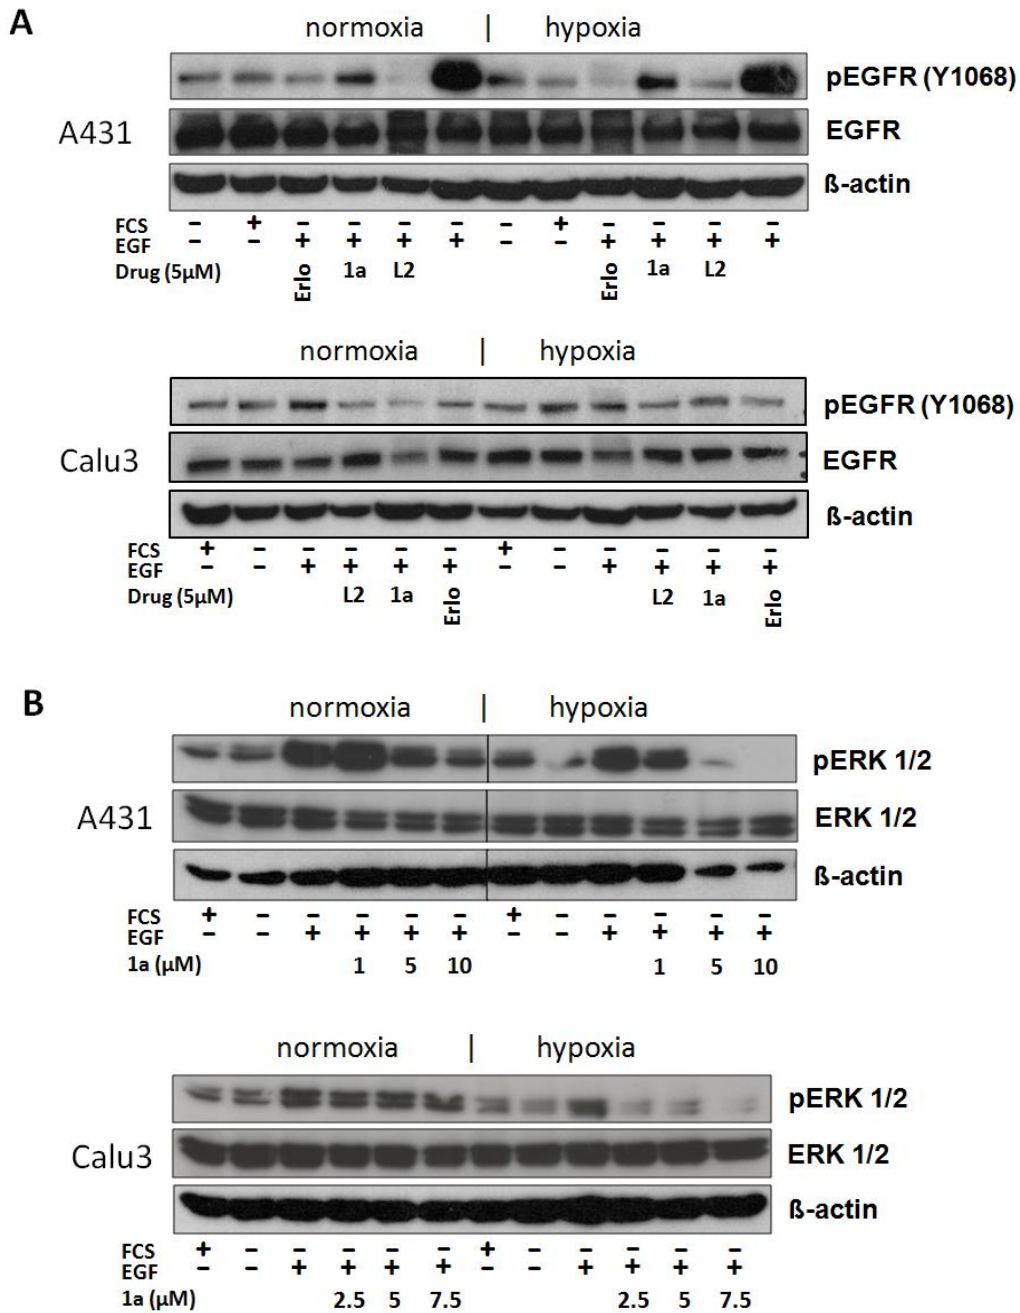 A
normoxia | hypoxia
pEGFR (Y1068)
A431
EGFR
ß-actin
FCS – + – – – – – + – – – –
EGF – – + + + + – – + + + +
Drug (5µM) Erlo 1a L2 Erlo 1a L2
normoxia | hypoxia
pEGFR (Y1068)
Calu3
EGFR
ß-actin
FCS + – – – – – + – – – – –
EGF – – + + + + – – + + + +
Drug (5µM) L2 1a Erlo L2 1a Erlo
B
normoxia | hypoxia
pERK 1/2
A431
ERK 1/2
ß-actin
FCS + – – – – – + – – – – –
EGF – – + + + + – – + + + +
1a (µM) 1 5 10 1 5 10
normoxia | hypoxia
pERK 1/2
Calu3
ERK 1/2
ß-actin
FCS + – – – – – + – – – – –
EGF – – + + + + – – + + + +
1a (µM) 2.5 5 7.5 2.5 5 7.5